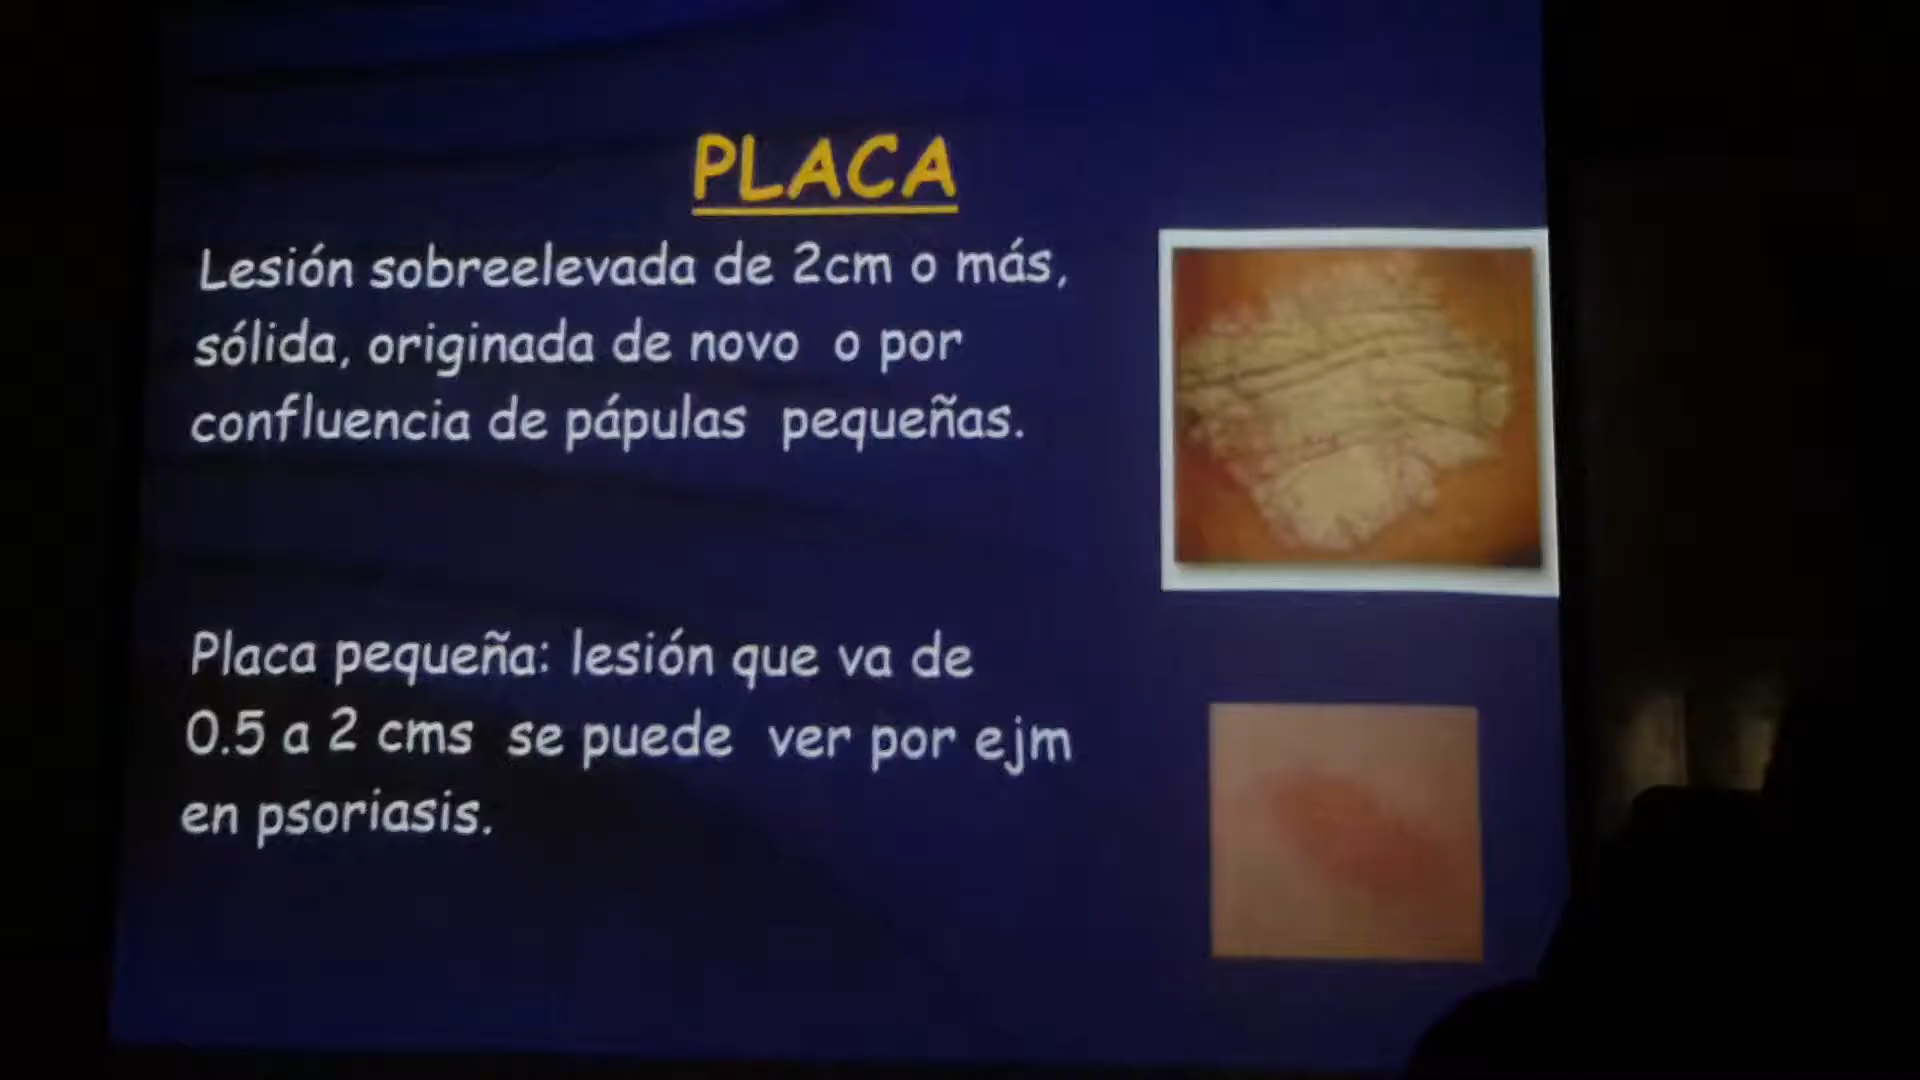 PLACA
Lesión sobreelevada de 2cm o más,
sólida, originada de novo o por
confluencia de pápulas pequeñas.
Placa pequeña: lesión que va de
0.5 a 2 cms se puede ver por ejm
en psoriasis.